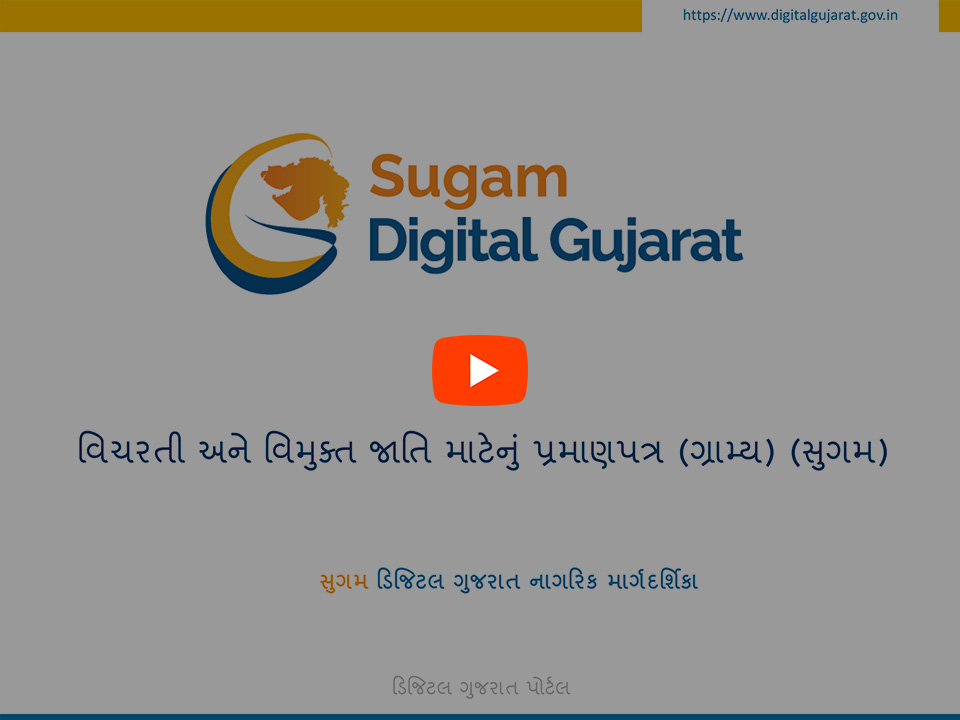 https://www.digitalgujarat.gov.in
Sugam
Digital Gujarat
વિચરતી અને વિમુક્ત જાતિ માટેનું પ્રમાણપત્ર (ગ્રામ્ય) (સુગમ)
સુગમ ડિજિટલ ગુજરાત નાગરિક માર્ગદર્શિકા
ડિજિટલ ગુજરાત પોર્ટલ